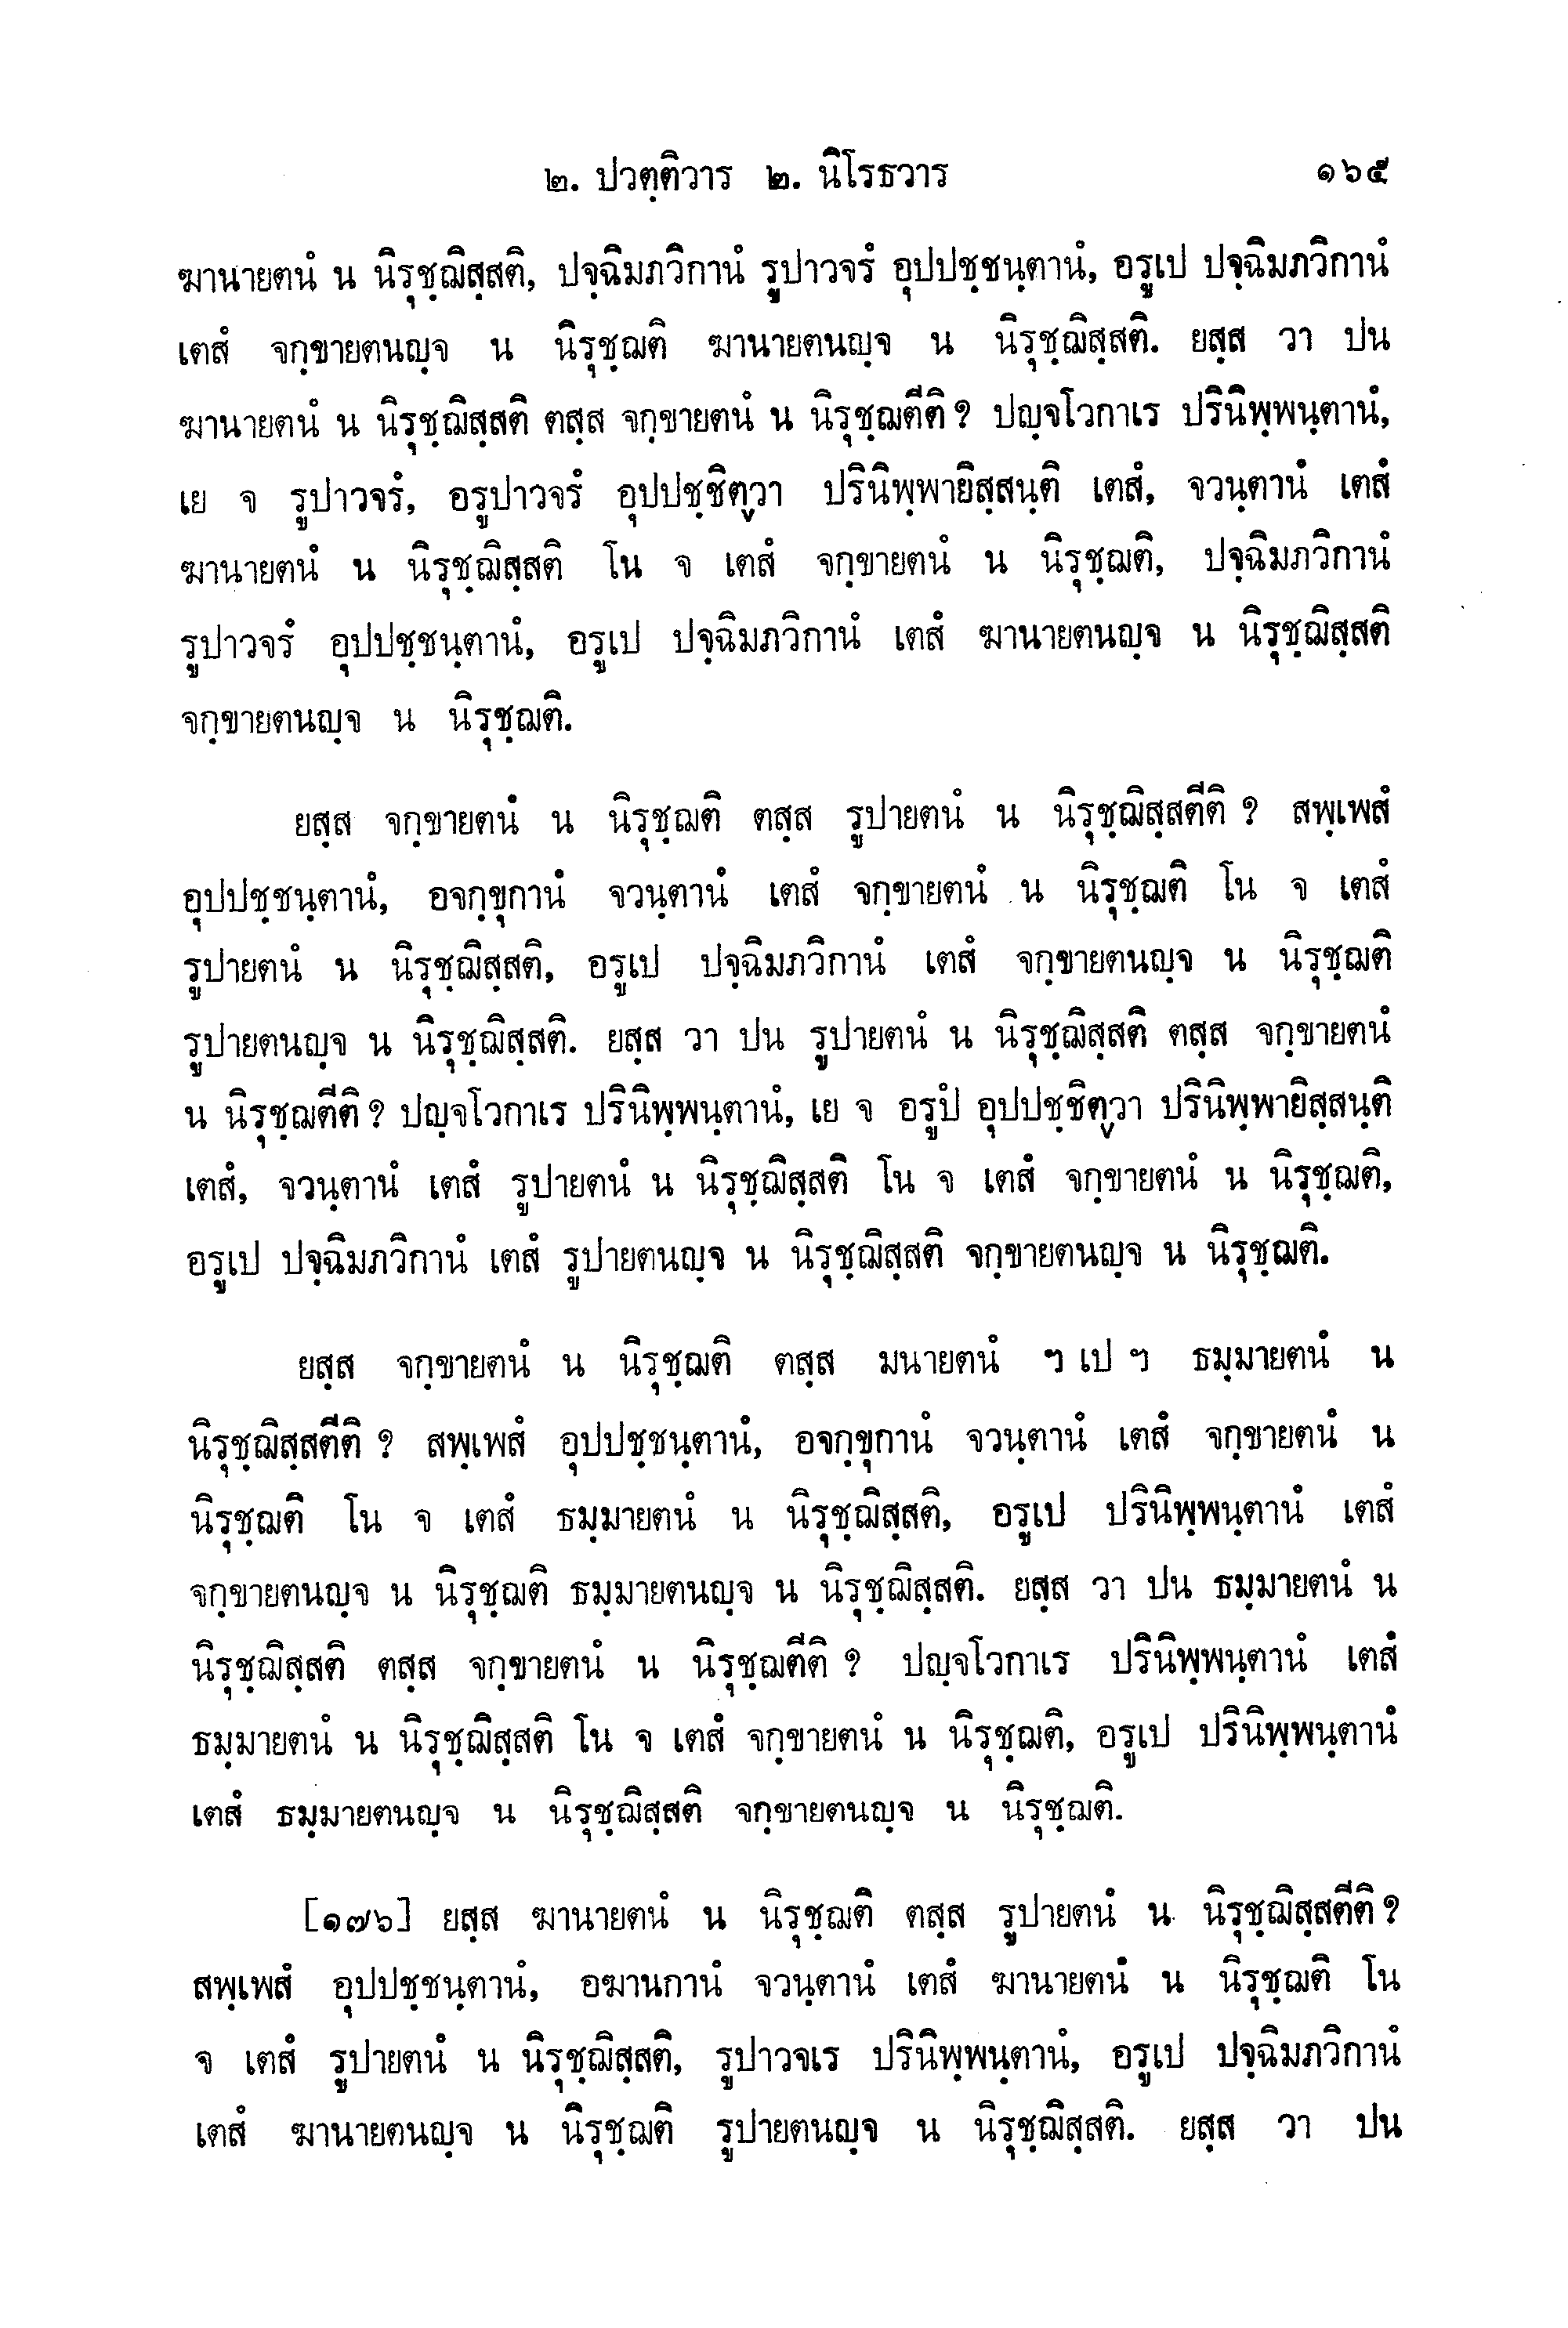 ๒. ปวตฺติวาร ๒. นิโรธวาร ๑๖๕
ฆานายตนํ น นิรุชฺฌิสฺสติ, ปจฺฉิมภวิกานํ รูปาวจรํ อุปปชฺชนฺตานํ, อรูเป ปจฺฉิมภวิกานํ
เตสํ จกฺขายตนญฺจ น นิรุชฺฌติ ฆานายตนญฺจ น นิรุชฺฌิสฺสติ. ยสฺส วา ปน
ฆานายตนํ น นิรุชฺฌิสฺสติ ตสฺส จกฺขายตนํ น นิรุชฺฌตีติ ? ปญฺจโวกาเร ปรินิพฺพนฺตานํ,
เย จ รูปาวจรํ, อรูปาวจรํ อุปปชฺชิตฺวา ปรินิพฺพายิสฺสนฺติ เตสํ, จวนฺตานํ เตสํ
ฆานายตนํ น นิรุชฺฌิสฺสติ โน จ เตสํ จกฺขายตนํ น นิรุชฺฌติ, ปจฺฉิมภวิกานํ
รูปาวจรํ อุปปชฺชนฺตานํ, อรูเป ปจฺฉิมภวิกานํ เตสํ ฆานายตนญฺจ น นิรุชฺฌิสฺสติ
จกฺขายตนญฺจ น นิรุชฺฌติ.
ยสฺส จกฺขายตนํ น นิรุชฺฌติ ตสฺส รูปายตนํ น นิรุชฺฌิสฺสตีติ ? สพฺเพสํ
อุปปชฺชนฺตานํ, อจกฺขุกานํ จวนฺตานํ เตสํ จกฺขายตนํ น นิรุชฺฌติ โน จ เตสํ
รูปายตนํ น นิรุชฺฌิสฺสติ, อรูเป ปจฺฉิมภวิกานํ เตสํ จกฺขายตนญฺจ น นิรุชฺฌติ
รูปายตนญฺจ น นิรุชฺฌิสฺสติ. ยสฺส วา ปน รูปายตนํ น นิรุชฺฌิสฺสติ ตสฺส จกฺขายตนํ
น นิรุชฺฌตีติ ? ปญฺจโวกาเร ปรินิพฺพนฺตานํ, เย จ อรูปํ อุปปชฺชิตฺวา ปรินิพฺพายิสฺสนฺติ
เตสํ, จวนฺตานํ เตสํ รูปายตนํ น นิรุชฺฌิสฺสติ โน จ เตสํ จกฺขายตนํ น นิรุชฺฌติ,
อรูเป ปจฺฉิมภวิกานํ เตสํ รูปายตนญฺจ น นิรุชฺฌิสฺสติ จกฺขายตนญฺจ น นิรุชฺฌติ.
ยสฺส จกฺขายตนํ น นิรุชฺฌติ ตสฺส มนายตนํ ฯ เป ฯ ธมฺมายตนํ น
นิรุชฺฌิสฺสตีติ ? สพฺเพสํ อุปปชฺชนฺตานํ, อจกฺขุกานํ จวนฺตานํ เตสํ จกฺขายตนํ น
นิรุชฺฌติ โน จ เตสํ ธมฺมายตนํ น นิรุชฺฌิสฺสติ, อรูเป ปรินิพฺพนฺตานํ เตสํ
จกฺขายตนญฺจ น นิรุชฺฌติ ธมฺมายตนญฺจ น นิรุชฺฌิสฺสติ. ยสฺส วา ปน ธมฺมายตนํ น
นิรุชฺฌิสฺสติ ตสฺส จกฺขายตนํ น นิรุชฺฌตีติ ? ปญฺจโวกาเร ปรินิพฺพนฺตานํ เตสํ
ธมฺมายตนํ น นิรุชฺฌิสฺสติ โน จ เตสํ จกฺขายตนํ น นิรุชฺฌติ, อรูเป ปรินิพฺพนฺตานํ
เตสํ ธมฺมายตนญฺจ น นิรุชฺฌิสฺสติ จกฺขายตนญฺจ น นิรุชฺฌติ.
[๑๗๖] ยสฺส ฆานายตนํ น นิรุชฺฌติ ตสฺส รูปายตนํ น นิรุชฺฌิสฺสตีติ ?
สพฺเพสํ อุปปชฺชนฺตานํ, อฆานกานํ จวนฺตานํ เตสํ ฆานายตนํ น นิรุชฺฌติ โน
จ เตสํ รูปายตนํ น นิรุชฺฌิสฺสติ, รูปาวจเร ปรินิพฺพนฺตานํ, อรูเป ปจฺฉิมภวิกานํ
เตสํ ฆานายตนญฺจ น นิรุชฺฌติ รูปายตนญฺจ น นิรุชฺฌิสฺสติ. ยสฺส วา ปน